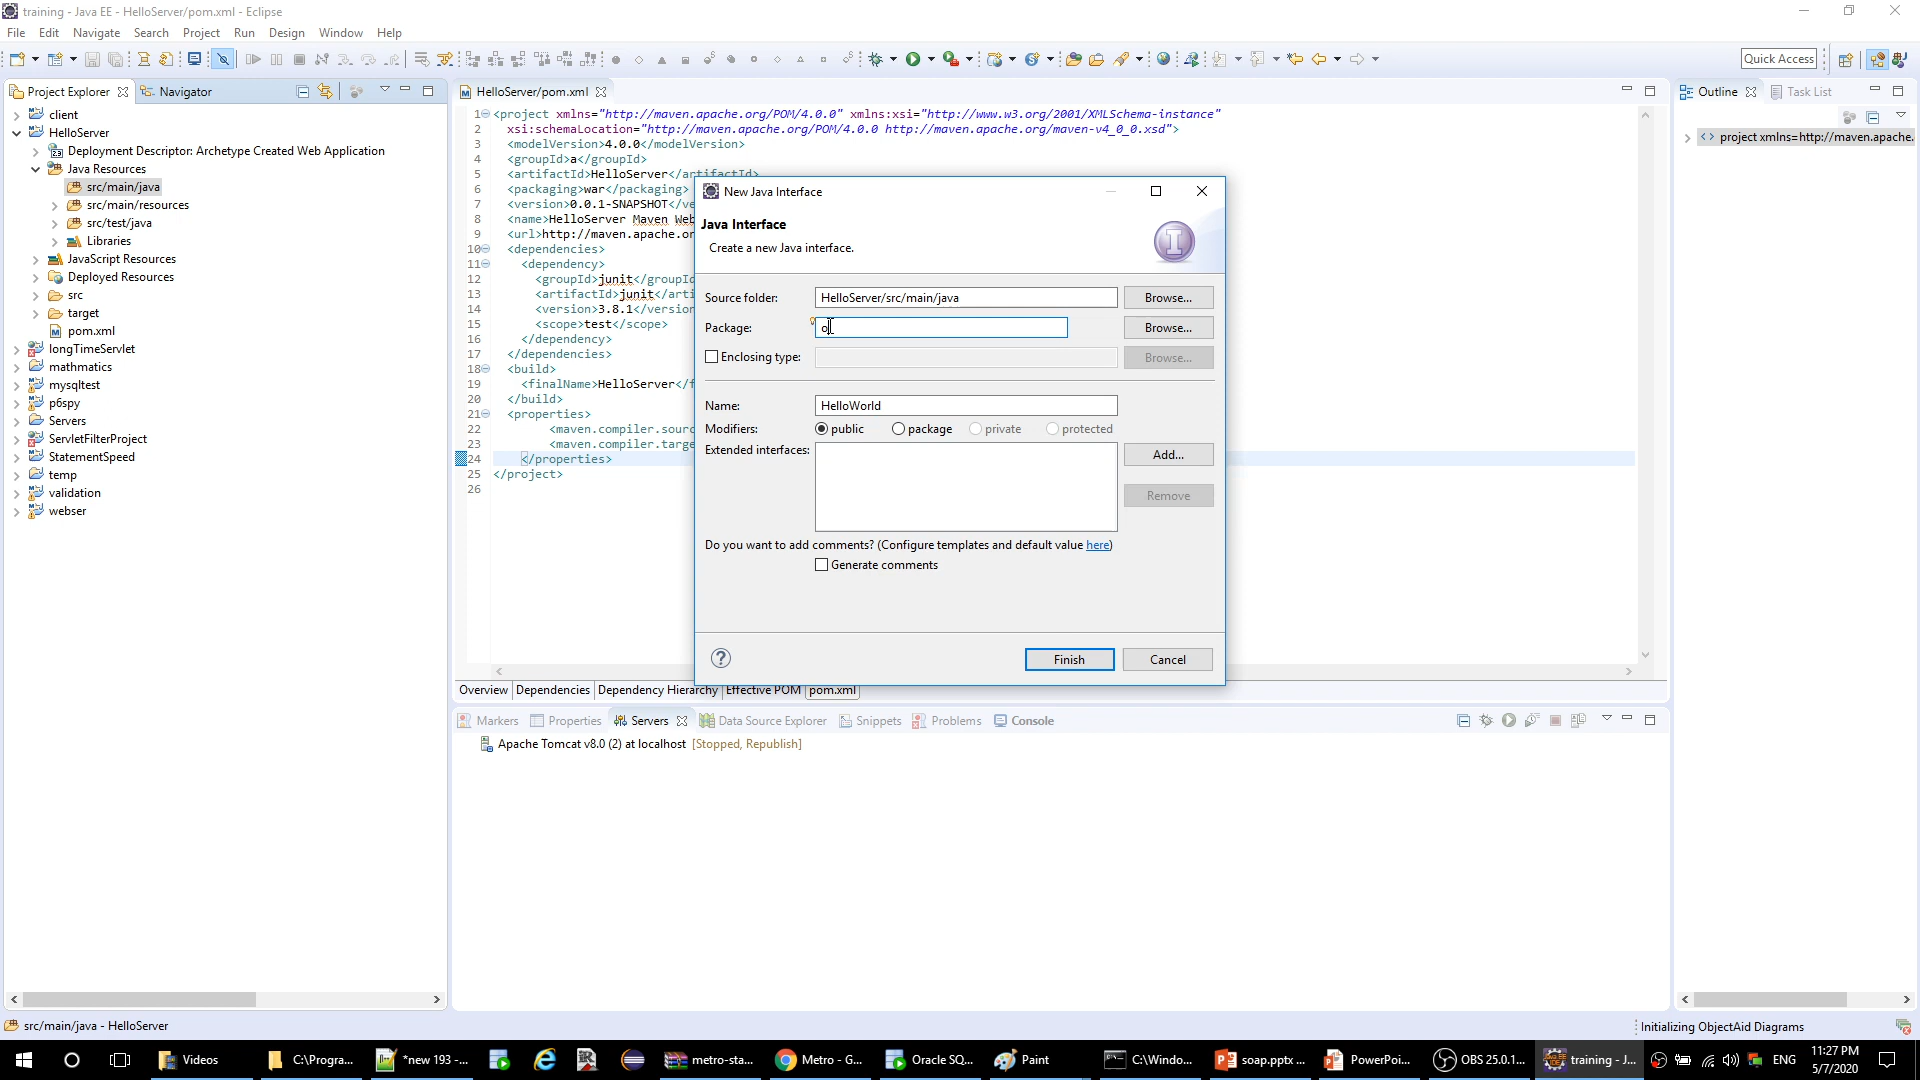 training - Java EE - HelloServer/pom.xml - Eclipse
File Edit Navigate Search Project Run Design Window Help
Quick Access
Project Explorer Navigator
client
HelloServer
Deployment Descriptor: Archetype Created Web Application
Java Resources
src/main/java
src/main/resources
src/test/java
Libraries
JavaScript Resources
Deployed Resources
src
target
pom.xml
longTimeServlet
mathmatics
mysqltest
p6spy
Servers
ServletFilterProject
StatementSpeed
temp
validation
webser
HelloServer/pom.xml
1 <project xmlns="http://maven.apache.org/POM/4.0.0" xmlns:xsi="http://www.w3.org/2001/XMLSchema-instance"
2 xsi:schemaLocation="http://maven.apache.org/POM/4.0.0 http://maven.apache.org/maven-v4_0_0.xsd">
3 <modelVersion>4.0.0</modelVersion>
4 <groupId>a</groupId>
5 <artifactId>HelloServer</artifactId>
6 <packaging>war</packaging>
7 <version>0.0.1-SNAPSHOT</ve
8 <name>HelloServer Maven Web
9 <url>http://maven.apache.or
10 <dependencies>
11 <dependency>
12 <groupId>junit</groupId
13 <artifactId>junit</arti
14 <version>3.8.1</version
15 <scope>test</scope>
16 </dependency>
17 </dependencies>
18 <build>
19 <finalName>HelloServer</f
20 </build>
21 <properties>
22 <maven.compiler.sourc
23 <maven.compiler.targe
24 </properties>
25 </project>
26
Overview Dependencies Dependency Hierarchy Effective POM pom.xml
New Java Interface
Java Interface
Create a new Java interface.
Source folder: HelloServer/src/main/java Browse...
Package: o Browse...
Enclosing type: Browse...
Name: HelloWorld
Modifiers: public package private protected
Extended interfaces: Add...
Remove
Do you want to add comments? (Configure templates and default value here)
Generate comments
Finish Cancel
Outline Task List
project xmlns=http://maven.apache.
Markers Properties Servers Data Source Explorer Snippets Problems Console
Apache Tomcat v8.0 (2) at localhost [Stopped, Republish]
src/main/java - HelloServer
Initializing ObjectAid Diagrams
Videos C:\Progra... *new 193 -... metro-sta... Metro - G... Oracle SQ... Paint C:\Windo... soap.pptx ... PowerPoi... OBS 25.0.1... training - J... ENG 11:27 PM
5/7/2020